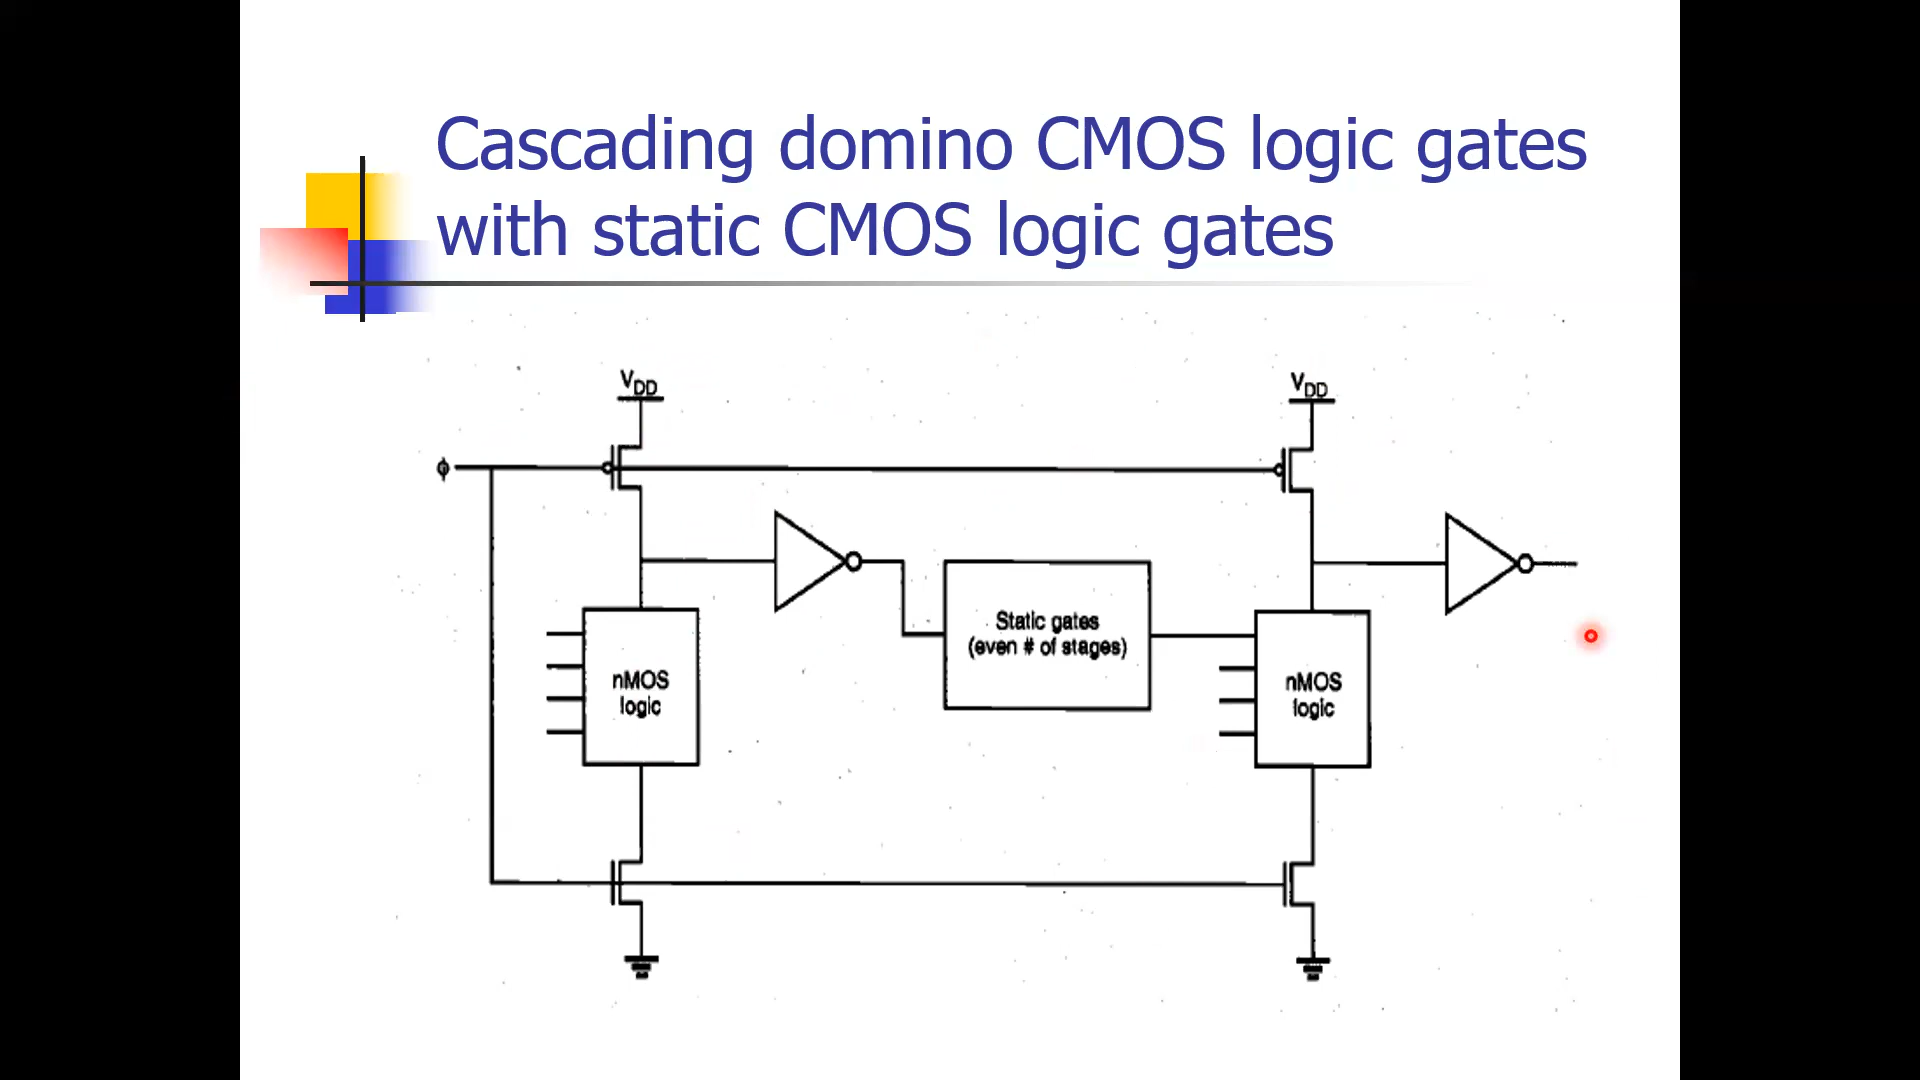 Cascading domino CMOS logic gates
with static CMOS logic gates
VDD
VDD
ϕ
Static gates
(even # of stages)
nMOS
logic
nMOS
logic